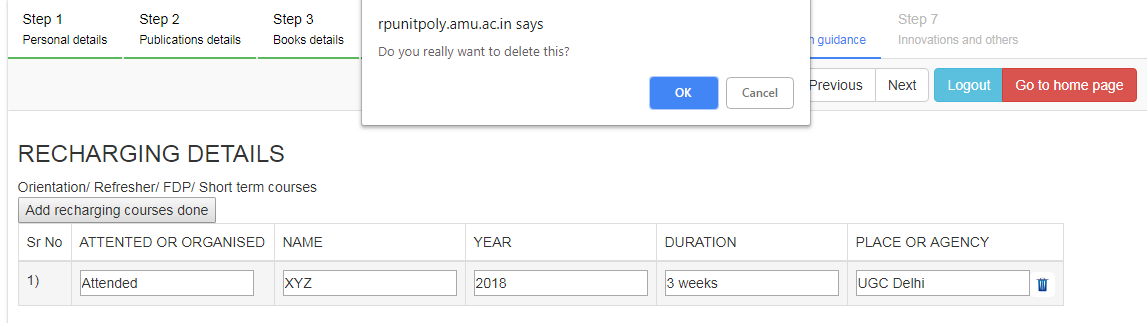 Step 1
Personal details
Step 2
Publications details
Step 3
Books details
rpunitpoly.amu.ac.in says
Do you really want to delete this?
OK
Cancel
guidance
Step 7
Innovations and others
Previous
Next
Logout
Go to home page
RECHARGING DETAILS
Orientation/ Refresher/ FDP/ Short term courses
Add recharging courses done
Sr No ATTENTED OR ORGANISED NAME YEAR DURATION PLACE OR AGENCY
1) Attended XYZ 2018 3 weeks UGC Delhi